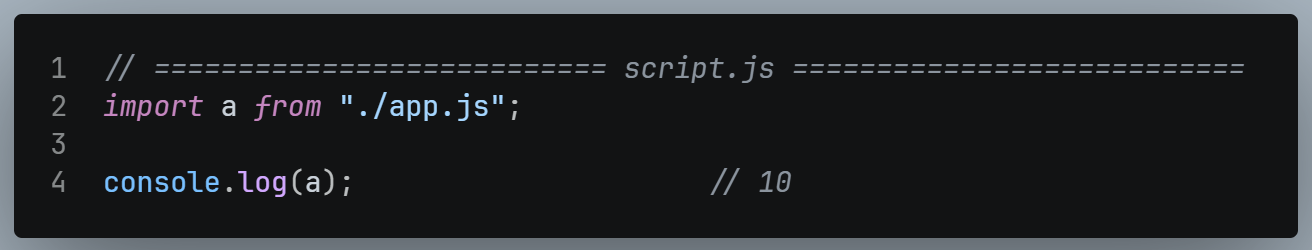 1 // =========================== script.js ===========================
2 import a from "./app.js";
3
4 console.log(a); // 10